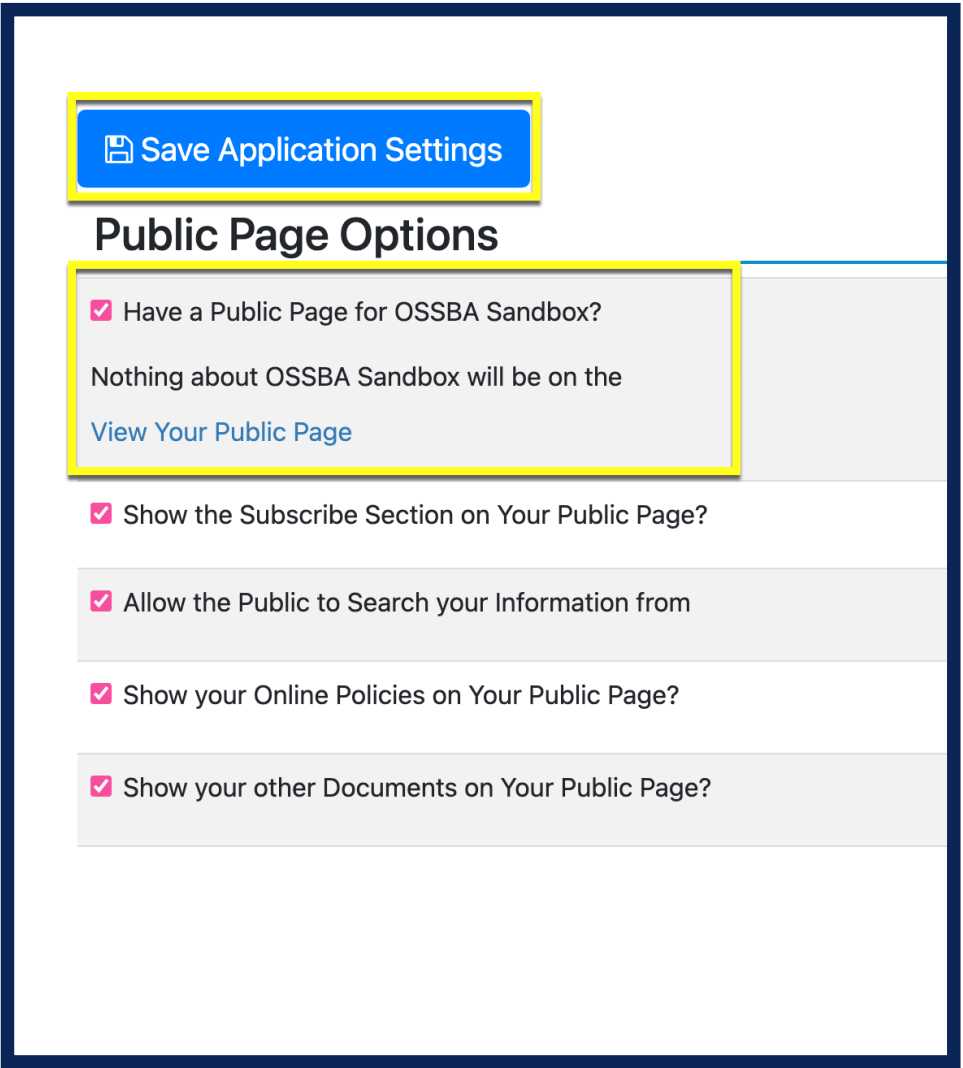 Save Application Settings
Public Page Options
Have a Public Page for OSSBA Sandbox?
Nothing about OSSBA Sandbox will be on the
View Your Public Page
Show the Subscribe Section on Your Public Page?
Allow the Public to Search your Information from
Show your Online Policies on Your Public Page?
Show your other Documents on Your Public Page?